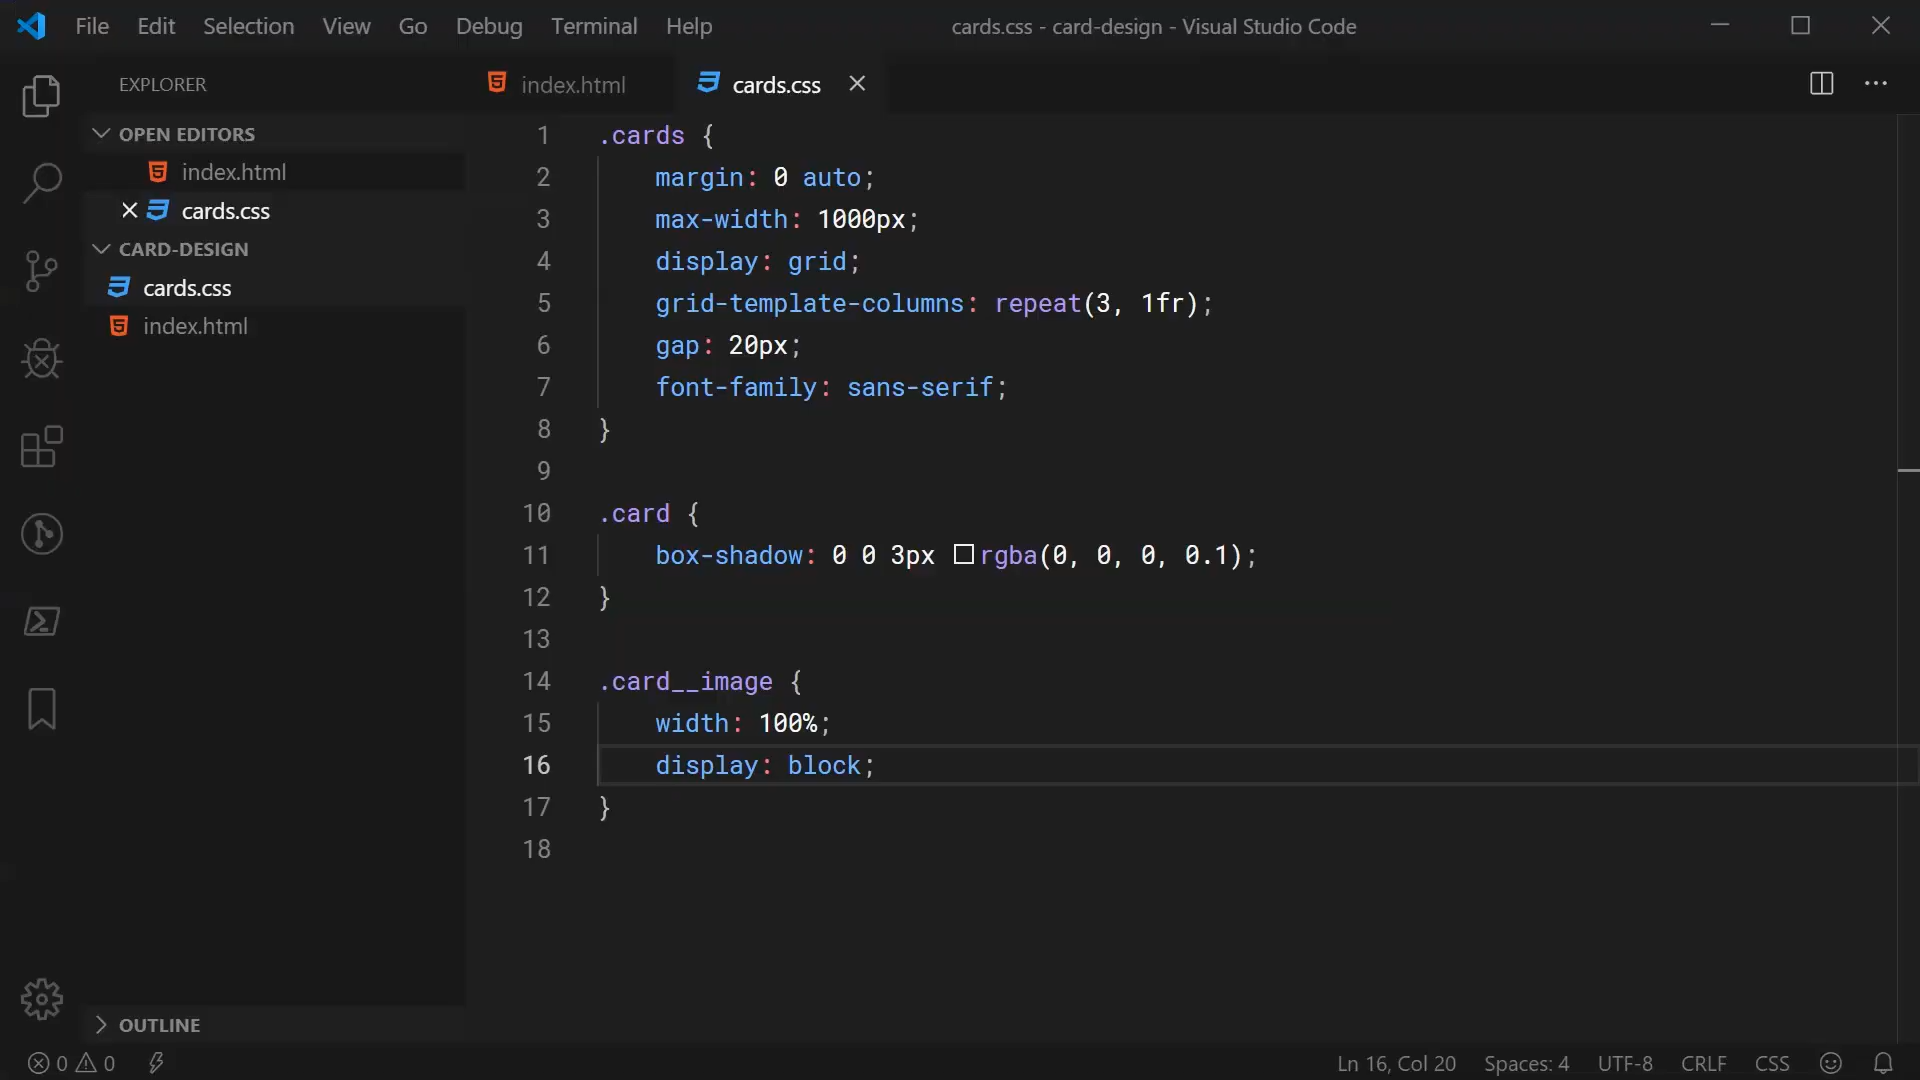 File Edit Selection View Go Debug Terminal Help
cards.css - card-design - Visual Studio Code
EXPLORER
OPEN EDITORS
index.html
cards.css
CARD-DESIGN
cards.css
index.html
OUTLINE
index.html
cards.css
1 .cards {
2     margin: 0 auto;
3     max-width: 1000px;
4     display: grid;
5     grid-template-columns: repeat(3, 1fr);
6     gap: 20px;
7     font-family: sans-serif;
8 }
9
10 .card {
11     box-shadow: 0 0 3px rgba(0, 0, 0, 0.1);
12 }
13
14 .card__image {
15     width: 100%;
16     display: block;
17 }
18
0 0
Ln 16, Col 20 Spaces: 4 UTF-8 CRLF CSS